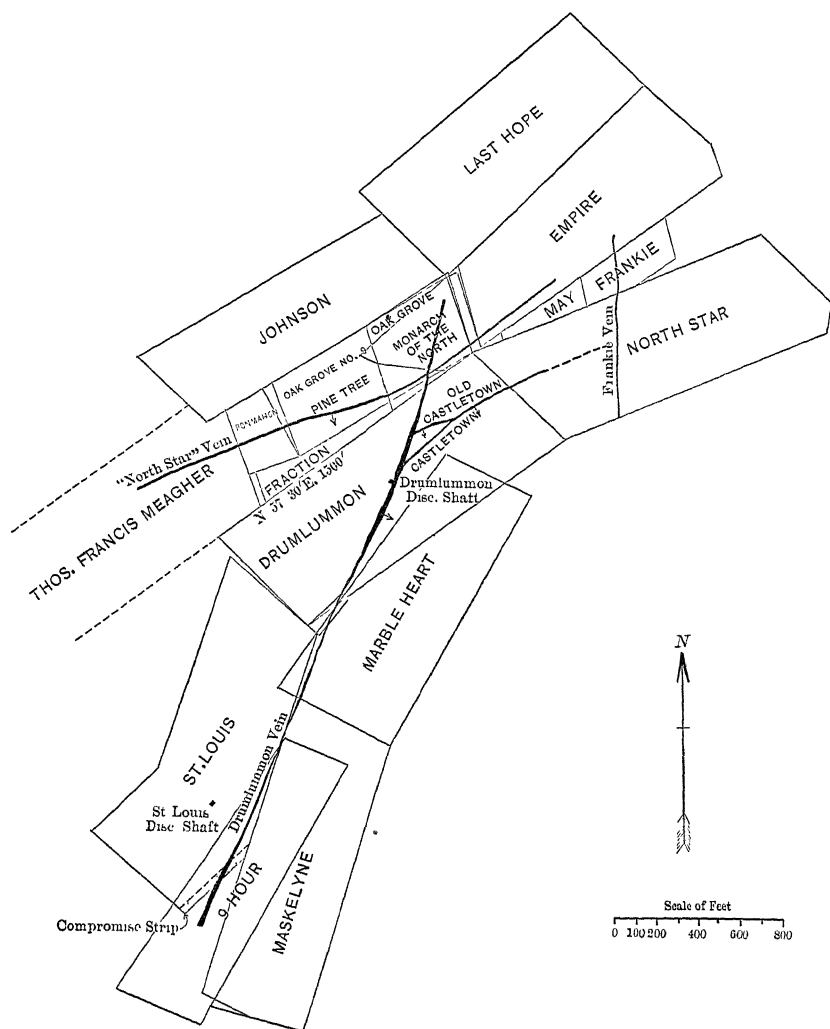 LAST HOPE
EMPIRE
FRANKIE
MAY
NORTH STAR
Frankie Vein
JOHNSON
OAK GROVE
MONARCH
OF THE
NORTH
OAK GROVE NO. 2
PINE TREE
OLD
CASTLETOWN
CASTLETOWN
"North Star" Vein
FRACTION
N 37° 30' E. 1500'
THOS. FRANCIS MEAGHER
DRUMLUMMON
Drumlummon
Disc. Shaft
MARBLE HEART
N
ST. LOUIS
Drumlummon Vein
St Louis
Disc Shaft
9 HOUR
MASKELYNE
Compromise Strip
Scale of Feet
0 100 200 400 600 800